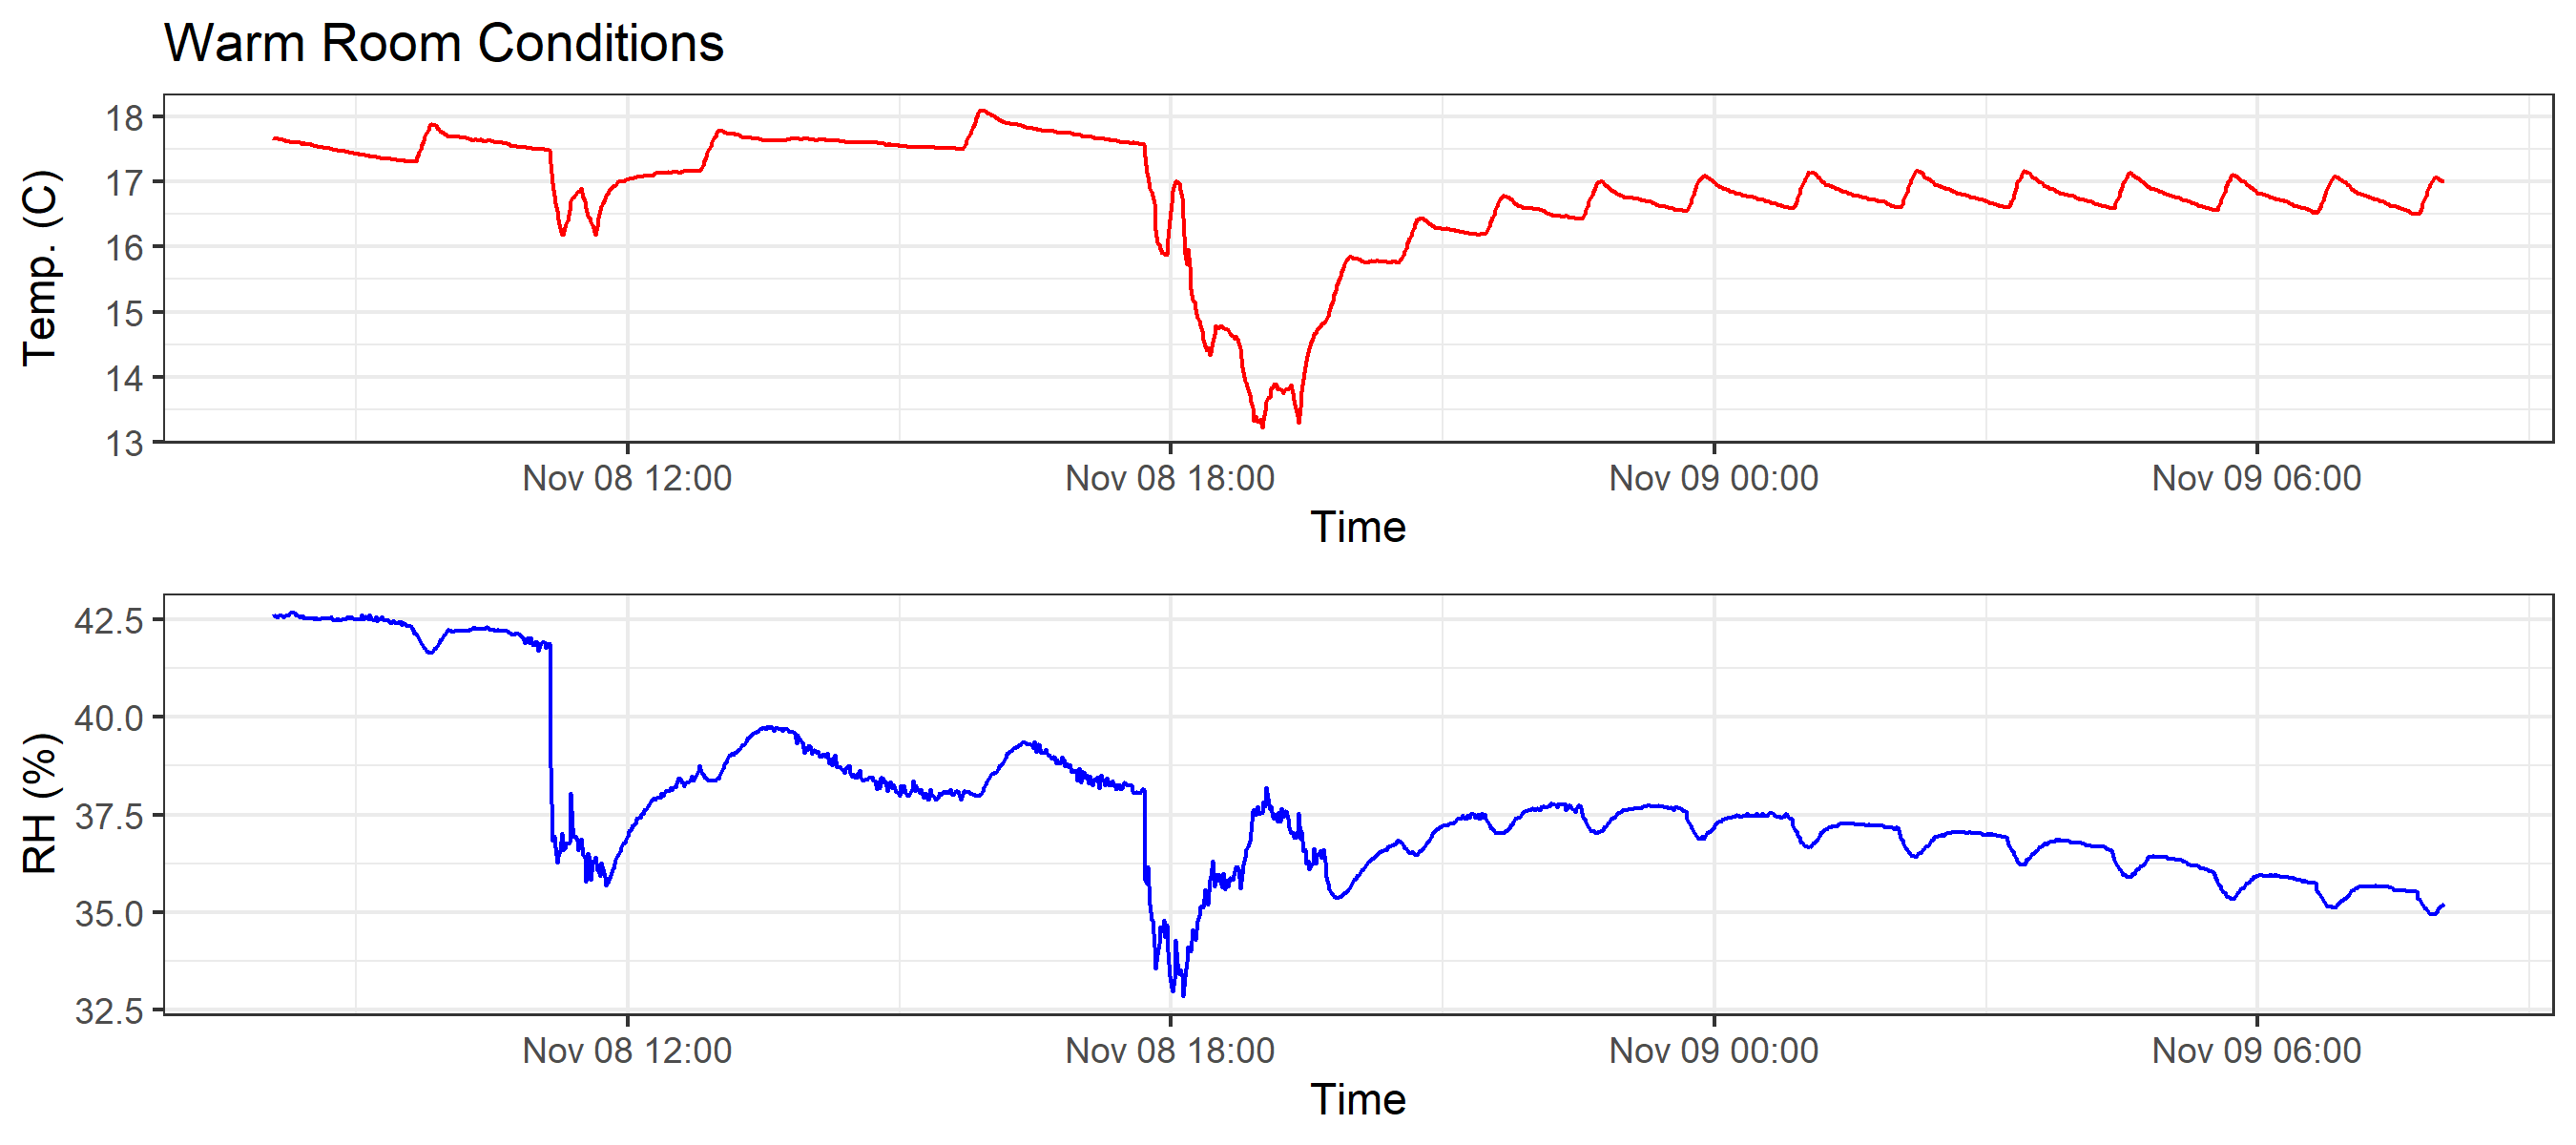 Warm Room Conditions
Temp. (C)
18
17
16
15
14
13
Nov 08 12:00 Nov 08 18:00 Nov 09 00:00 Nov 09 06:00
Time
RH (%)
42.5
40.0
37.5
35.0
32.5
Nov 08 12:00 Nov 08 18:00 Nov 09 00:00 Nov 09 06:00
Time